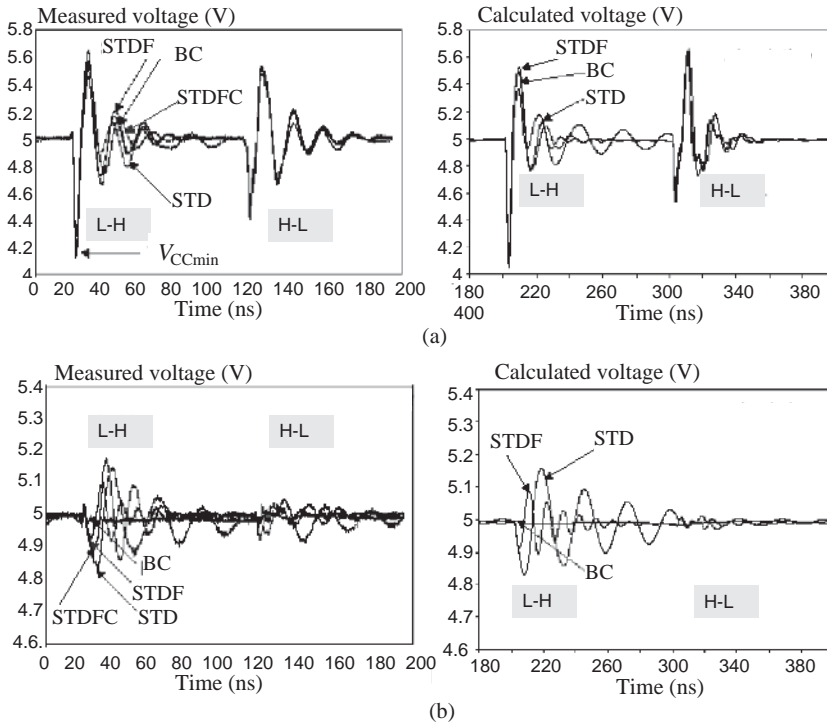 Measured voltage (V)
5.8
5.6
5.4
5.2
5
4.8
4.6
4.4
4.2
4
STDF
BC
STDFC
STD
L-H
H-L
VCCmin
0 20 40 60 80 100 120 140 160 180 200
Time (ns)
Calculated voltage (V)
5.8
5.6
5.4
5.2
5
4.8
4.6
4.4
4.2
4
STDF
BC
STD
L-H
H-L
180 220 260 300 340 380
400
Time (ns)
(a)
Measured voltage (V)
5.4
5.3
5.2
5.1
5
4.9
4.8
4.7
4.6.
L-H
H-L
BC
STDF
STDFC
STD
0 20 40 60 80 100 120 140 160 180 200
Time (ns)
Calculated voltage (V)
5.4
5.3
5.2
5.1
5
4.9
4.8
4.7
4.6
STDF
STD
BC
L-H
H-L
180 220 260 300 340 380
Time (ns)
(b)